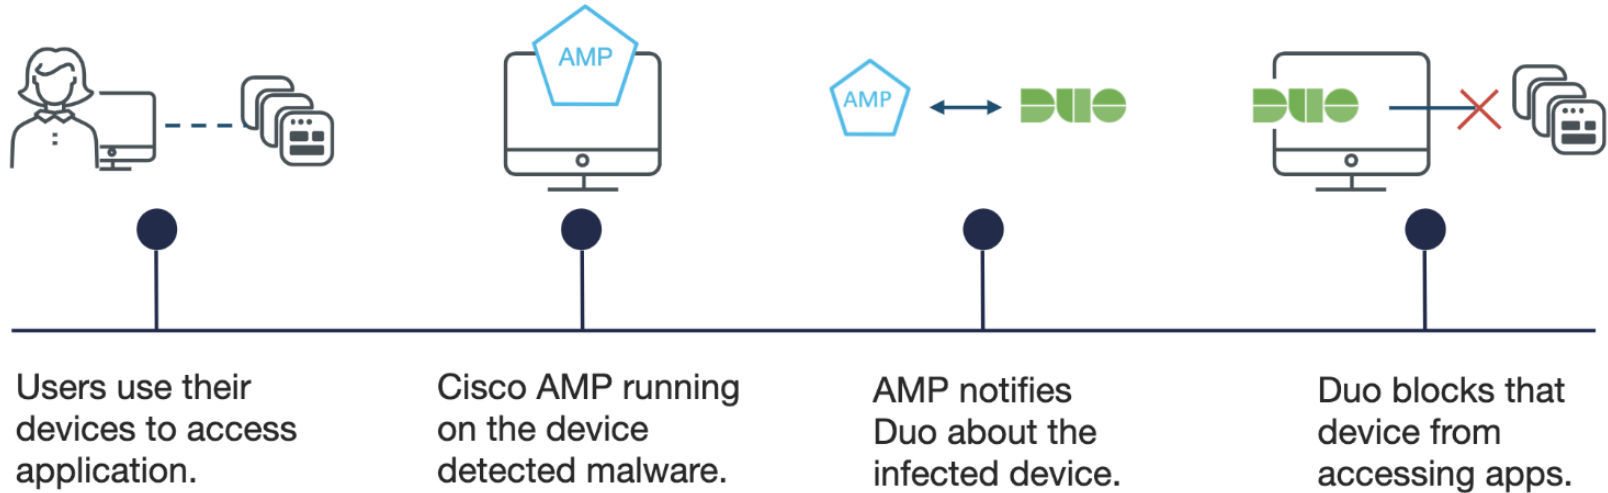 AMP
AMP
DUO
DUO
Users use their
devices to access
application.
Cisco AMP running
on the device
detected malware.
AMP notifies
Duo about the
infected device.
Duo blocks that
device from
accessing apps.